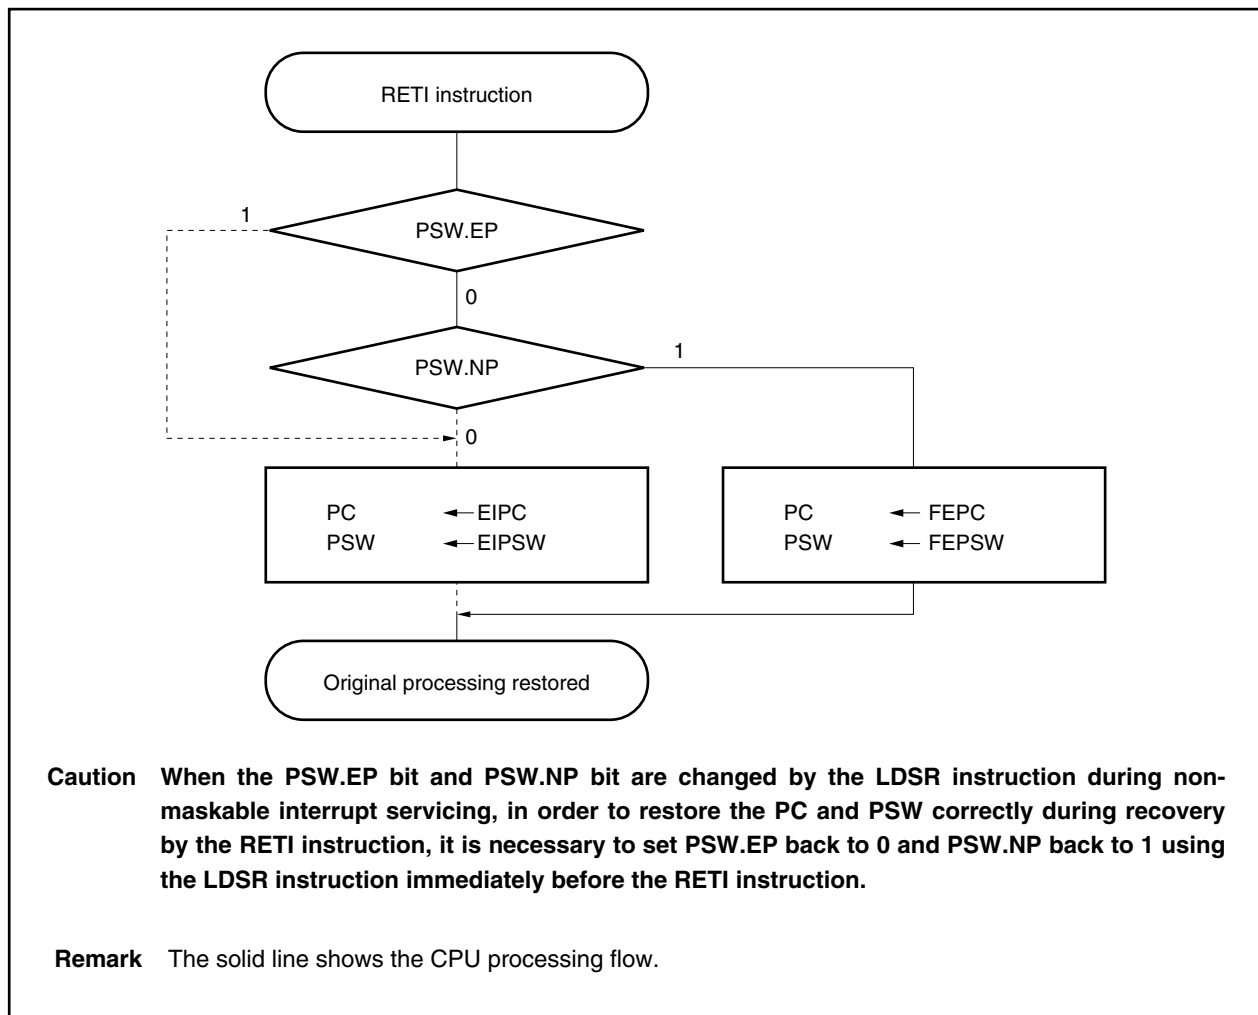 RETI instruction
1
PSW.EP
0
PSW.NP
1
0
PC ← EIPC
PSW ← EIPSW
PC ← FEPC
PSW ← FEPSW
Original processing restored
Caution When the PSW.EP bit and PSW.NP bit are changed by the LDSR instruction during non-
maskable interrupt servicing, in order to restore the PC and PSW correctly during recovery
by the RETI instruction, it is necessary to set PSW.EP back to 0 and PSW.NP back to 1 using
the LDSR instruction immediately before the RETI instruction.
Remark The solid line shows the CPU processing flow.